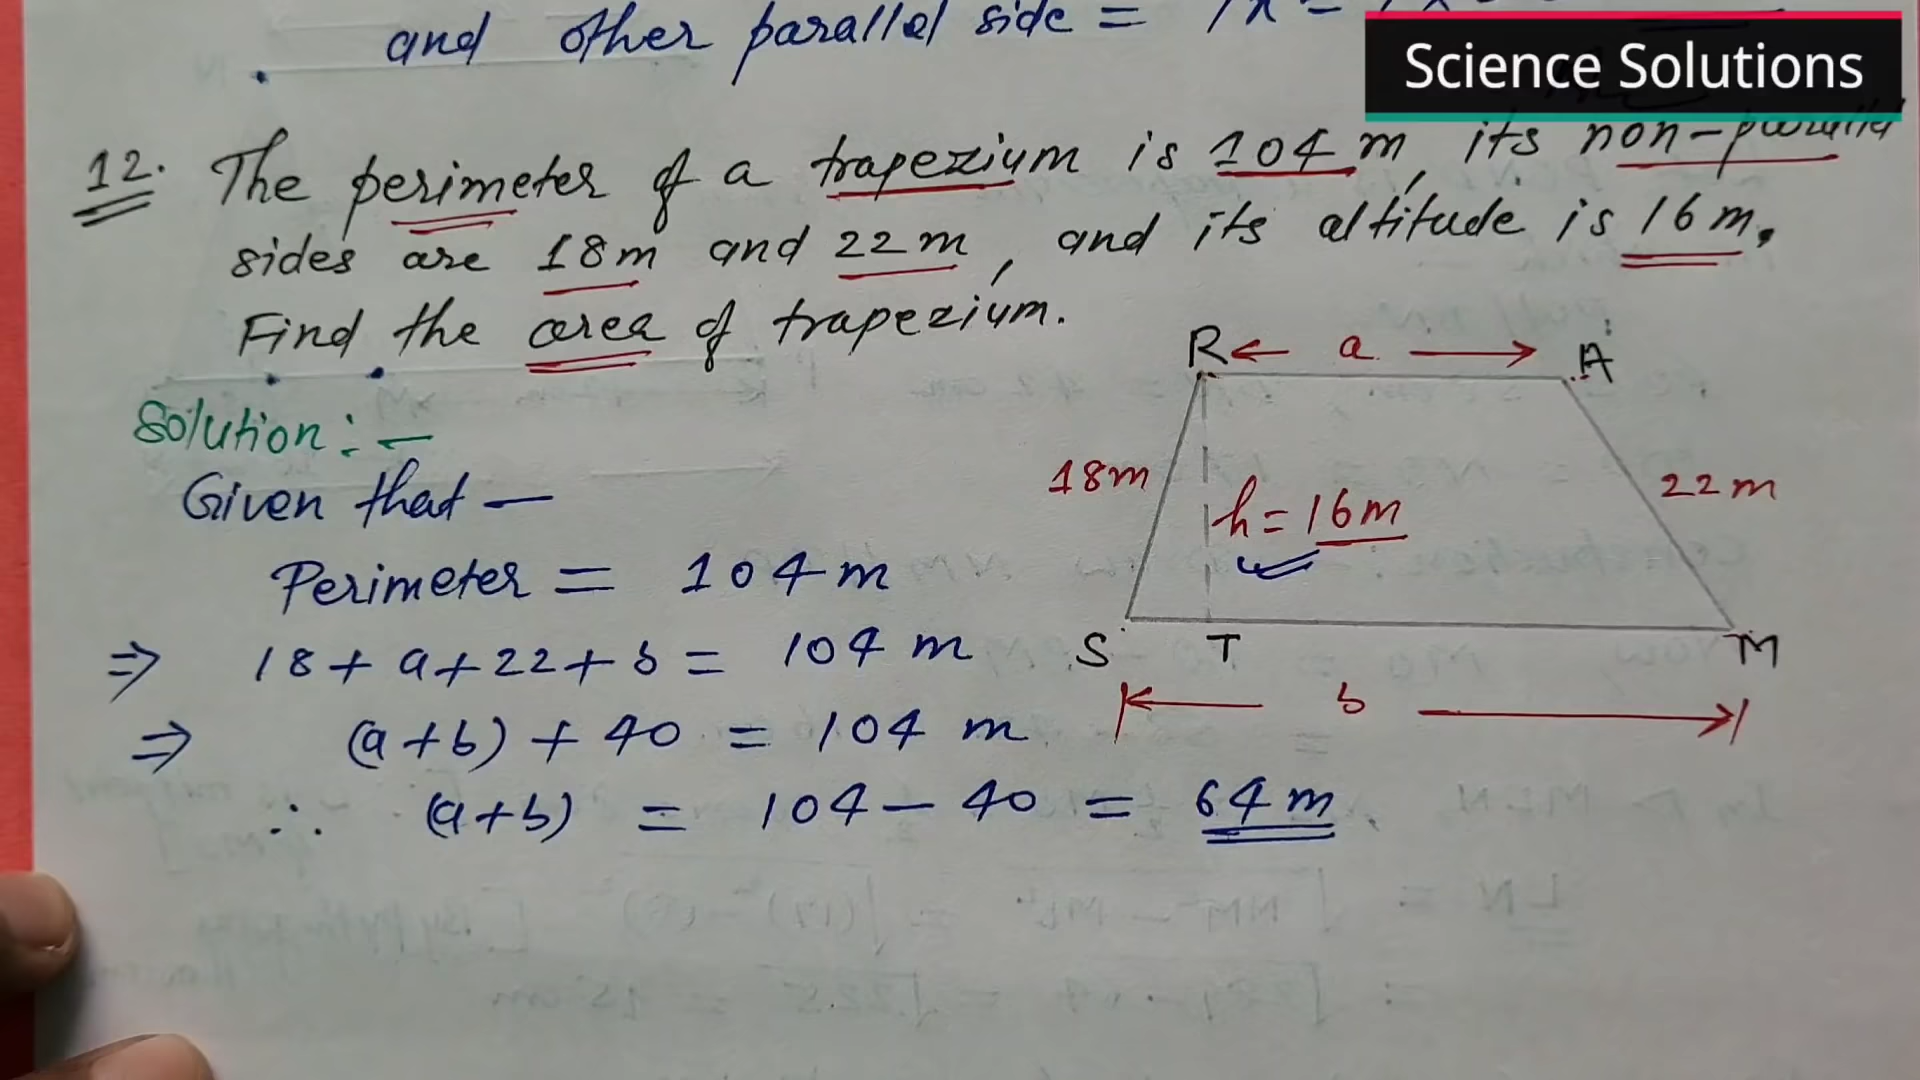 and other parallel side =
Science Solutions
12. The perimeter of a trapezium is 104 m, its non-parallel
sides are 18m and 22m, and its altitude is 16m.
Find the area of trapezium.
R ← a → A
Solution:-
18m
22m
Given that —
h = 16m
Perimeter = 104 m
⇒ 18 + a + 22 + b = 104 m
S T M
b
⇒ (a + b) + 40 = 104 m
∴ (a+b) = 104 - 40 = 64 m